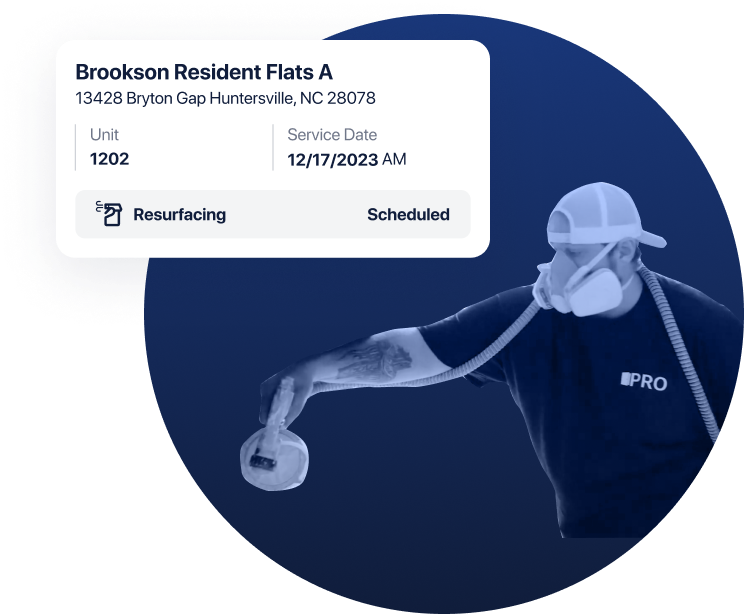 Brookson Resident Flats A
13428 Bryton Gap Huntersville, NC 28078
Unit
Service Date
1202
12/17/2023 AM
Resurfacing
Scheduled
PRO